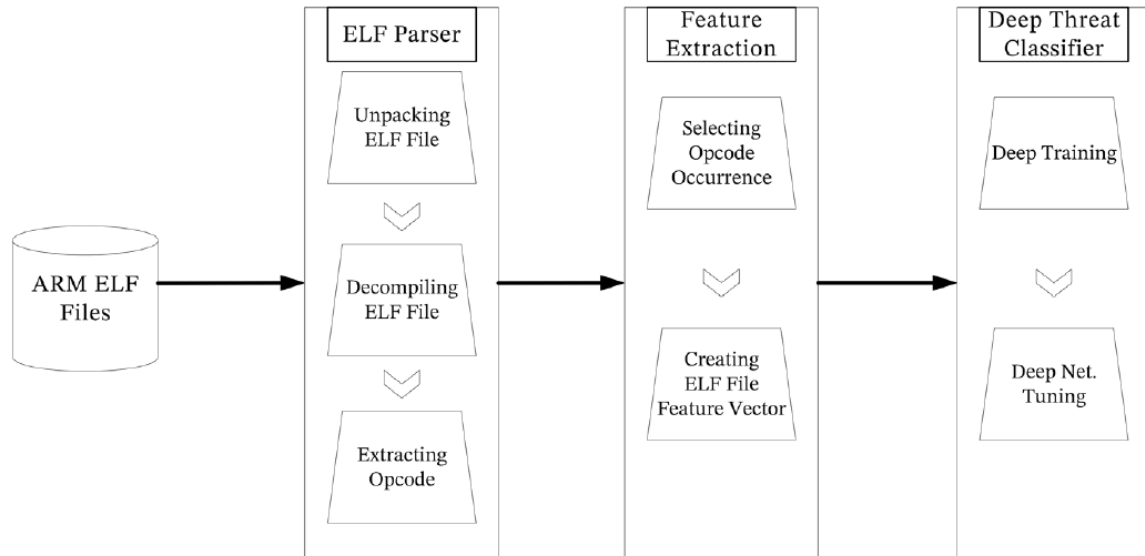 ARM ELF
Files
ELF Parser
Unpacking
ELF File
Decompiling
ELF File
Extracting
Opcode
Feature
Extraction
Selecting
Opcode
Occurrence
Creating
ELF File
Feature Vector
Deep Threat
Classifier
Deep Training
Deep Net.
Tuning